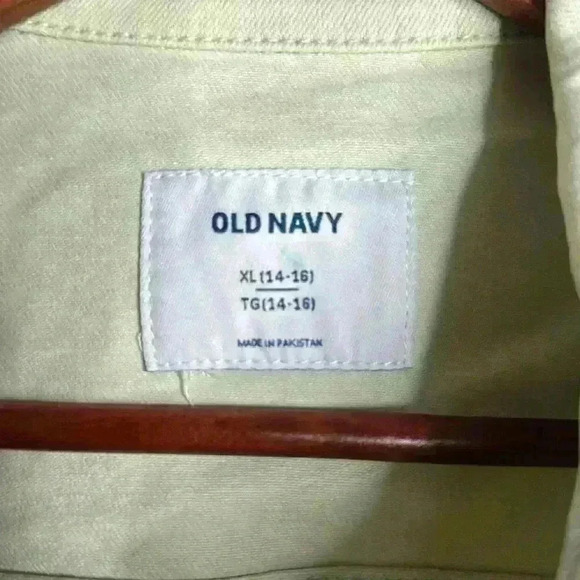 OLD NAVY
XL (14-16)
TG (14-16)
MADE IN PAKISTAN